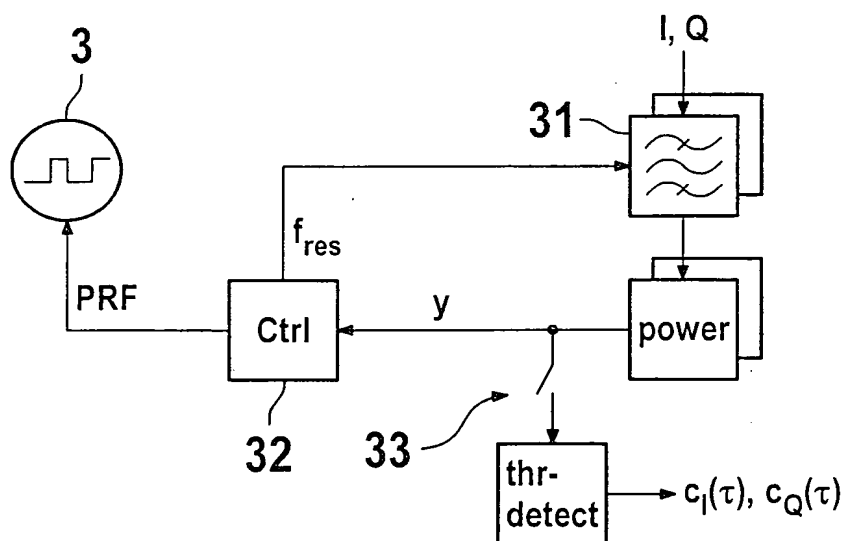 I, Q
3
31
f_res
PRF
Ctrl
y
power
32
33
thr-
detect
c_I(τ), c_Q(τ)